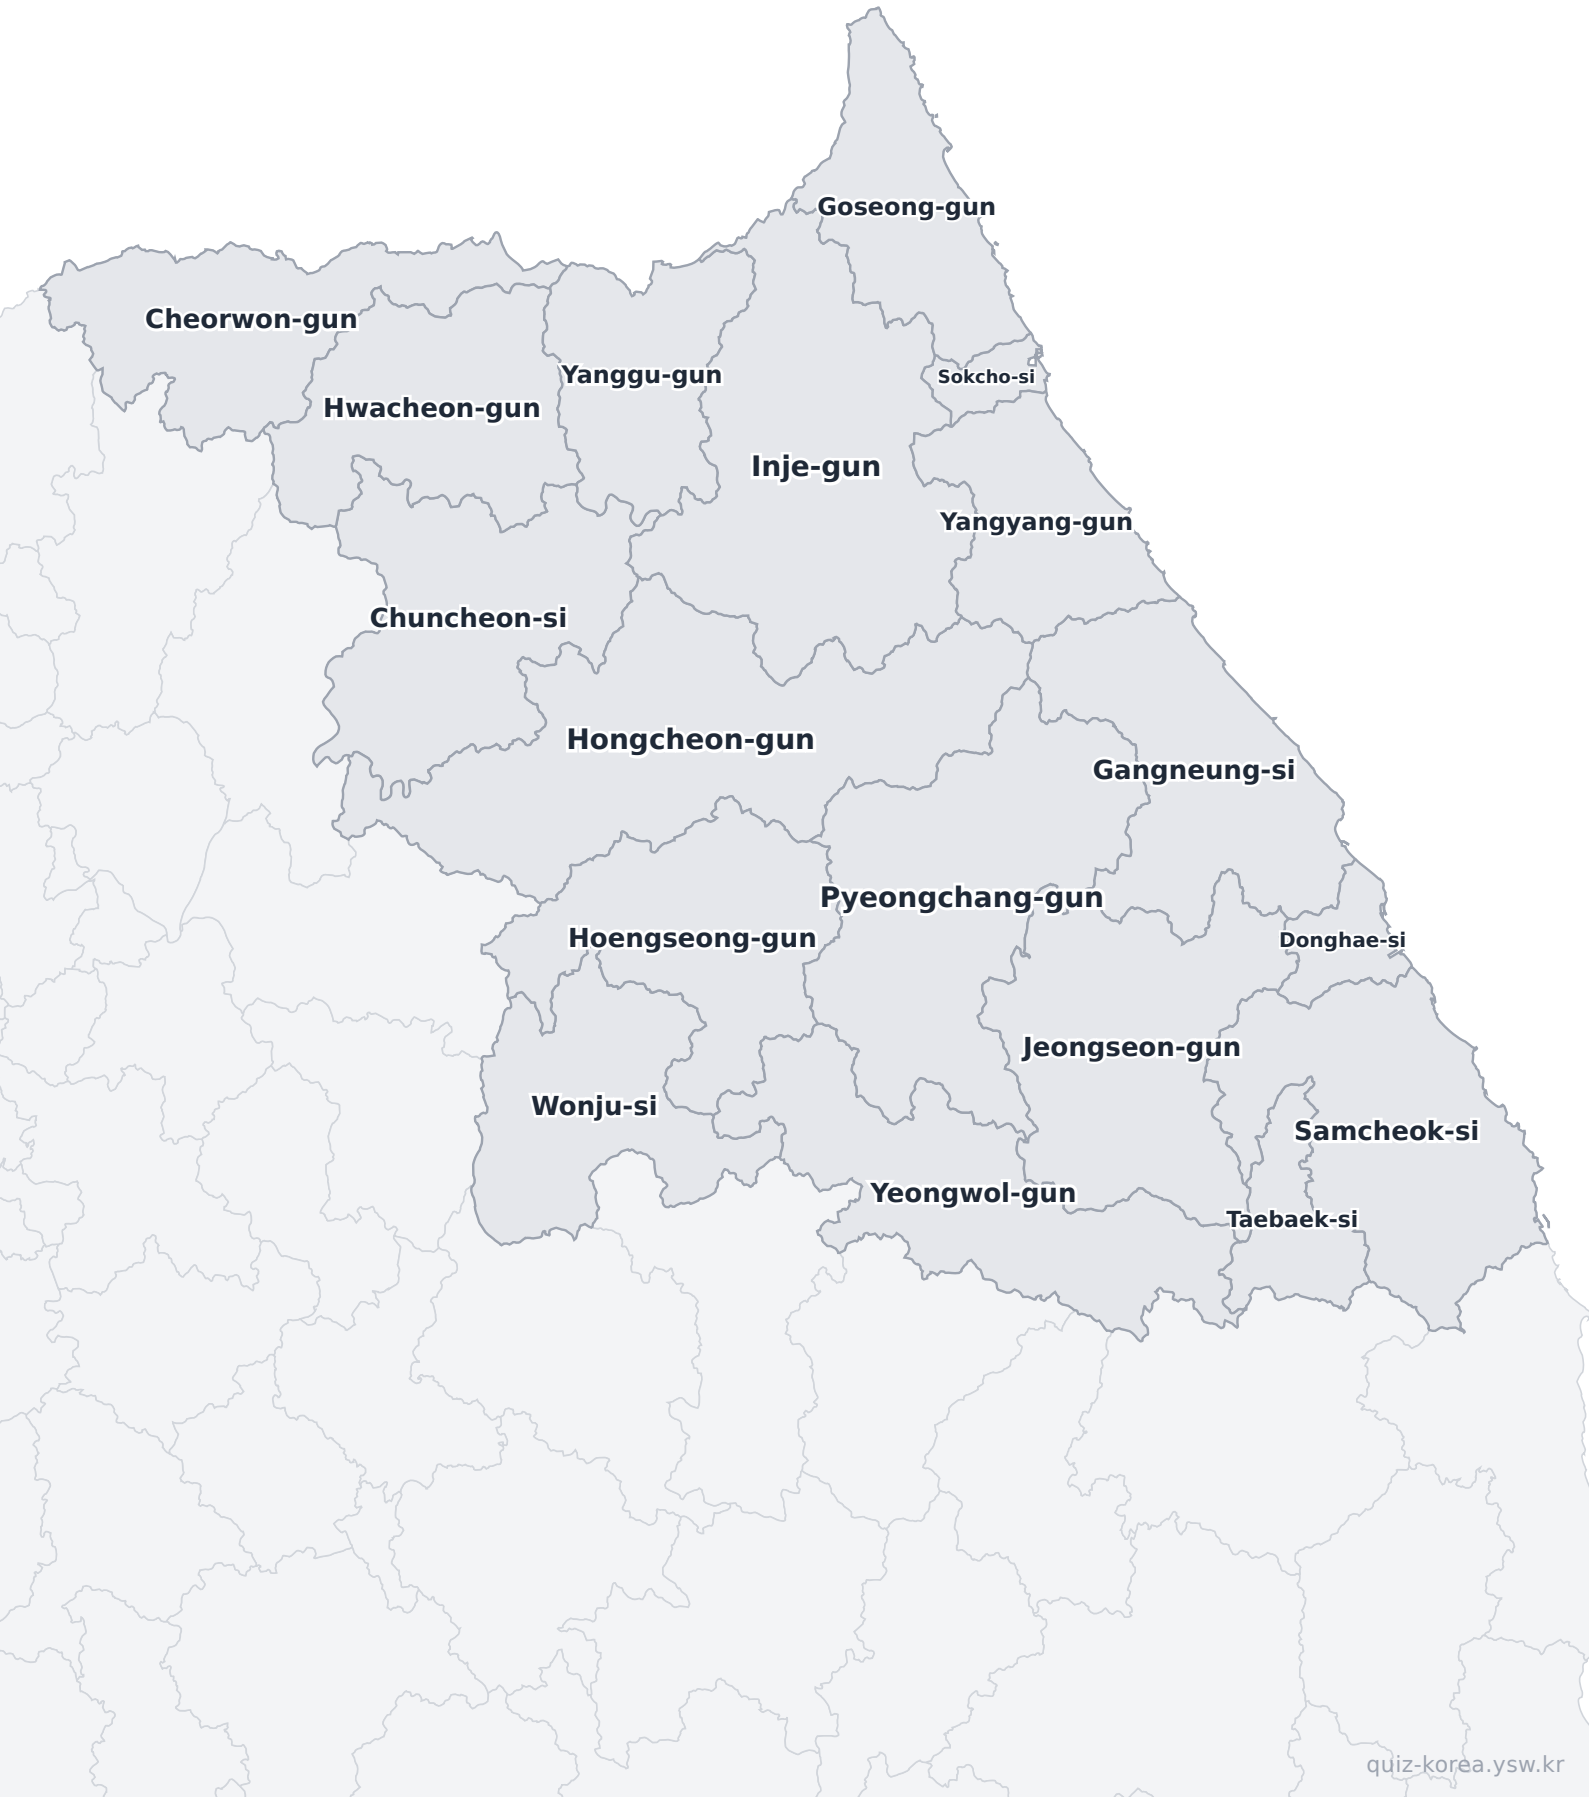 Goseong-gun
Cheorwon-gun
Yanggu-gun
Sokcho-si
Hwacheon-gun
Inje-gun
Yangyang-gun
Chuncheon-si
Hongcheon-gun
Gangneung-si
Pyeongchang-gun
Hoengseong-gun
Donghae-si
Jeongseon-gun
Wonju-si
Samcheok-si
Yeongwol-gun
Taebaek-si
quiz-korea.ysw.kr